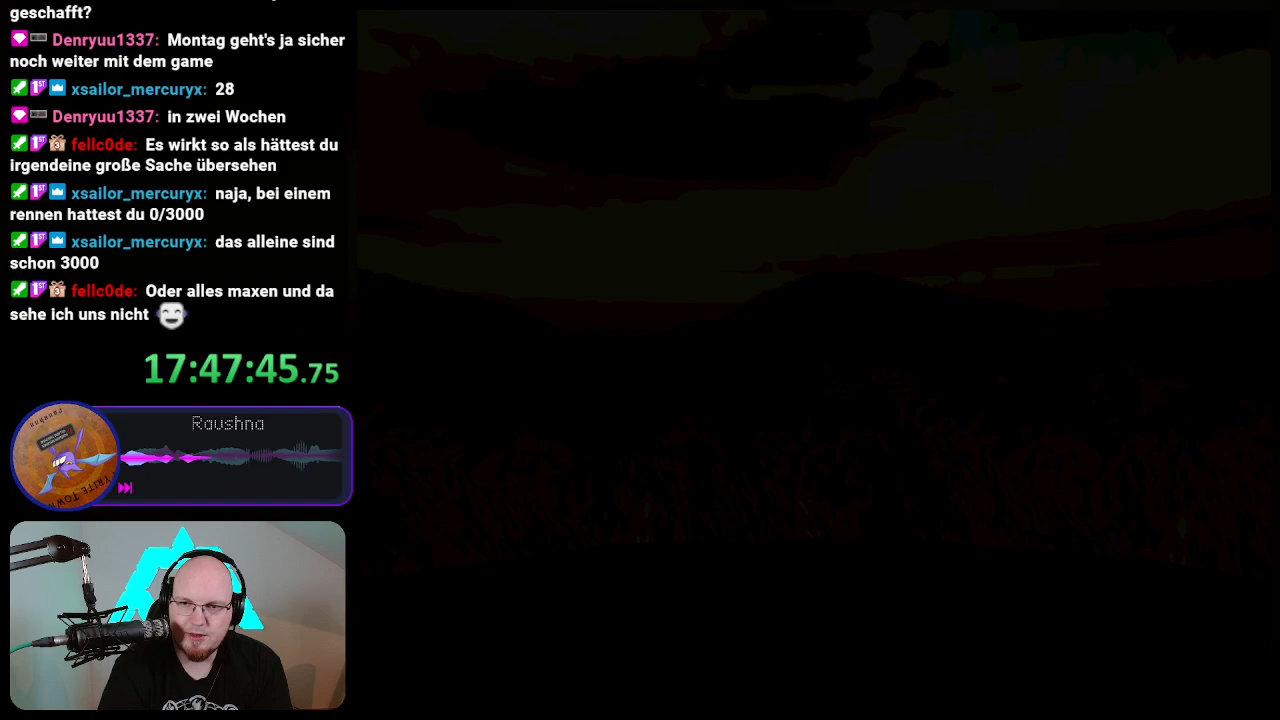 geschafft?
Denryuu1337: Montag geht's ja sicher
noch weiter mit dem game
xsailor_mercuryx: 28
Denryuu1337: in zwei Wochen
fellc0de: Es wirkt so als hättest du
irgendeine große Sache übersehen
xsailor_mercuryx: naja, bei einem
rennen hattest du 0/3000
xsailor_mercuryx: das alleine sind
schon 3000
fellc0de: Oder alles maxen und da
sehe ich uns nicht
17:47:45.75
Raushna